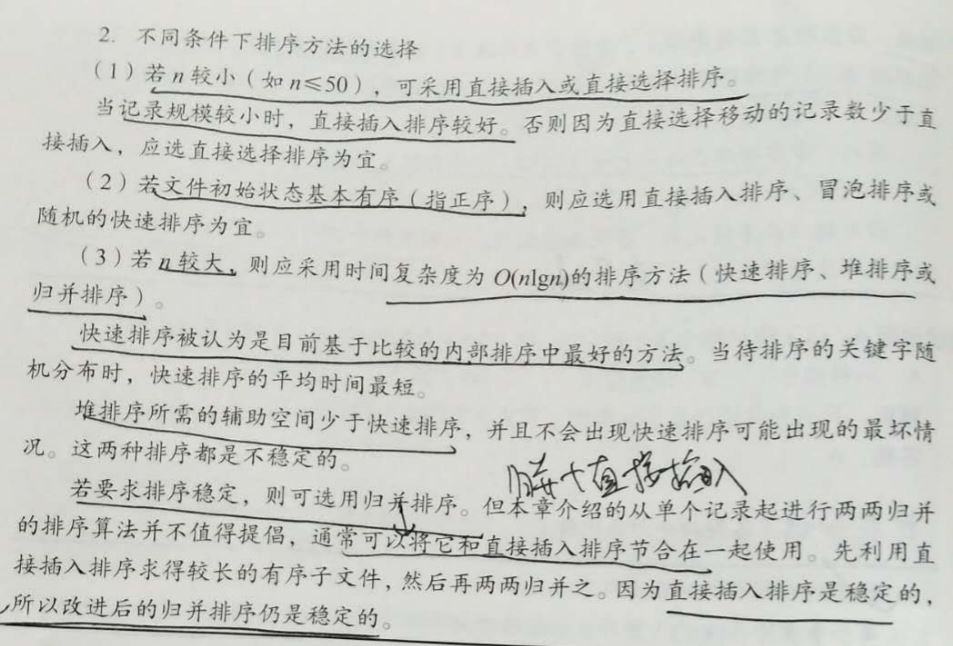 2. 不同条件下排序方法的选择
（1）若n较小（如n≤50），可采用直接插入或直接选择排序。
当记录规模较小时，直接插入排序较好。否则因为直接选择移动的记录数少于直
接插入，应选直接选择排序为宜。
（2）若文件初始状态基本有序（指正序），则应选用直接插入排序、冒泡排序或
随机的快速排序为宜。
（3）若n较大，则应采用时间复杂度为O(nlgn)的排序方法（快速排序、堆排序或
归并排序）。
快速排序被认为是目前基于比较的内部排序中最好的方法。当待排序的关键字随
机分布时，快速排序的平均时间最短。
堆排序所需的辅助空间少于快速排序，并且不会出现快速排序可能出现的最坏情
况。这两种排序都是不稳定的。
归并+直接插入
若要求排序稳定，则可选用归并排序。但本章介绍的从单个记录起进行两两归并
的排序算法并不值得提倡，通常可以将它和直接插入排序节合在一起使用。先利用直
接插入排序求得较长的有序子文件，然后再两两归并之。因为直接插入排序是稳定的，
所以改进后的归并排序仍是稳定的。